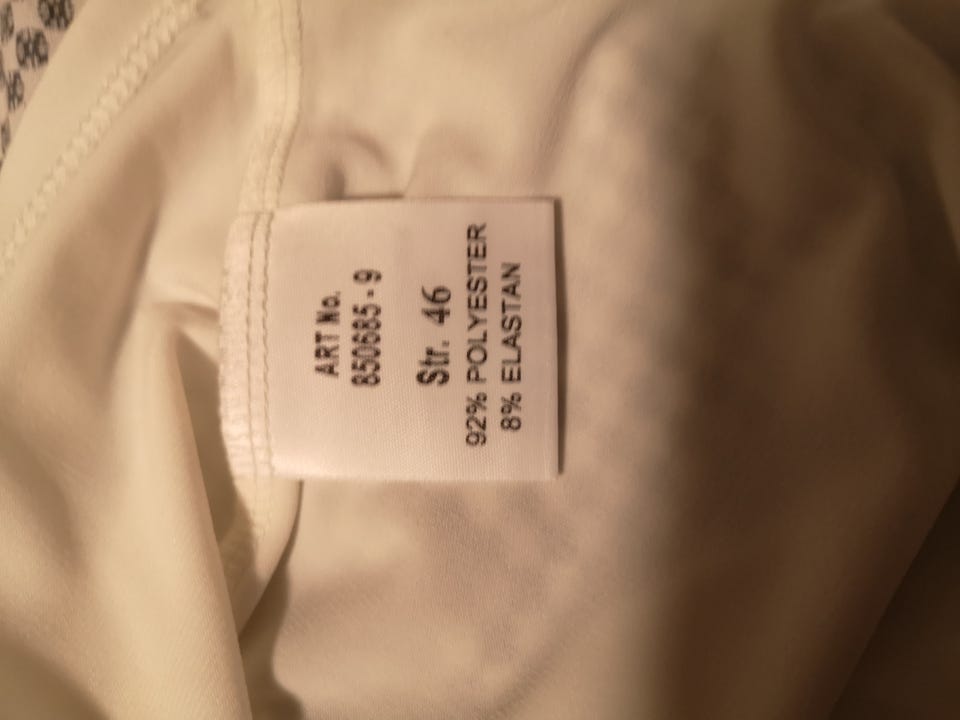 ART No.
850685 - 9
Str. 46
92% POLYESTER
8% ELASTAN